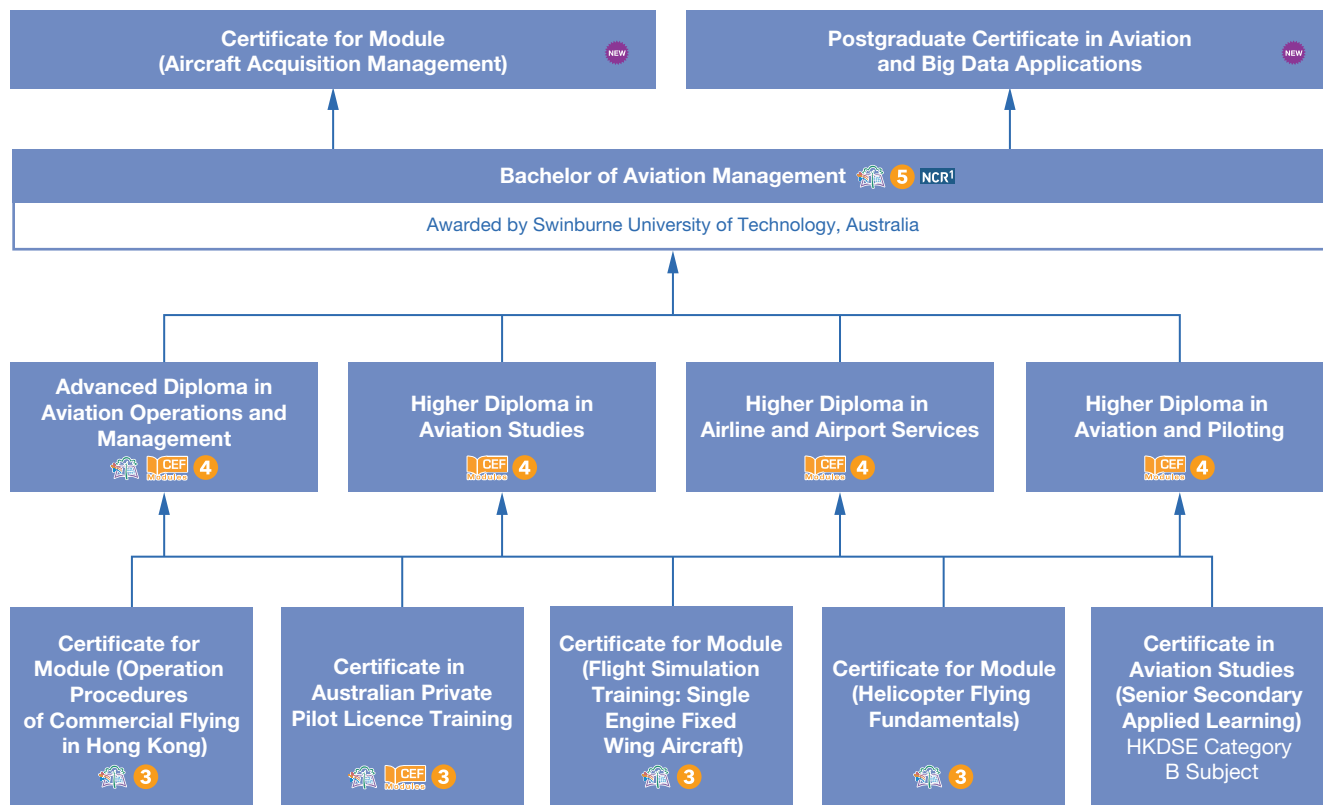 Certificate for Module
(Aircraft Acquisition Management)
NEW
Postgraduate Certificate in Aviation
and Big Data Applications
NEW
Bachelor of Aviation Management 5 NCR1
Awarded by Swinburne University of Technology, Australia
Advanced Diploma in
Aviation Operations and
Management
CEF
Modules
4
Higher Diploma in
Aviation Studies
CEF
Modules
4
Higher Diploma in
Airline and Airport Services
CEF
Modules
4
Higher Diploma in
Aviation and Piloting
CEF
Modules
4
Certificate for
Module (Operation
Procedures
of Commercial Flying
in Hong Kong)
3
Certificate in
Australian Private
Pilot Licence Training
CEF
Modules
3
Certificate for Module
(Flight Simulation
Training: Single
Engine Fixed
Wing Aircraft)
3
Certificate for Module
(Helicopter Flying
Fundamentals)
3
Certificate in
Aviation Studies
(Senior Secondary
Applied Learning)
HKDSE Category
B Subject